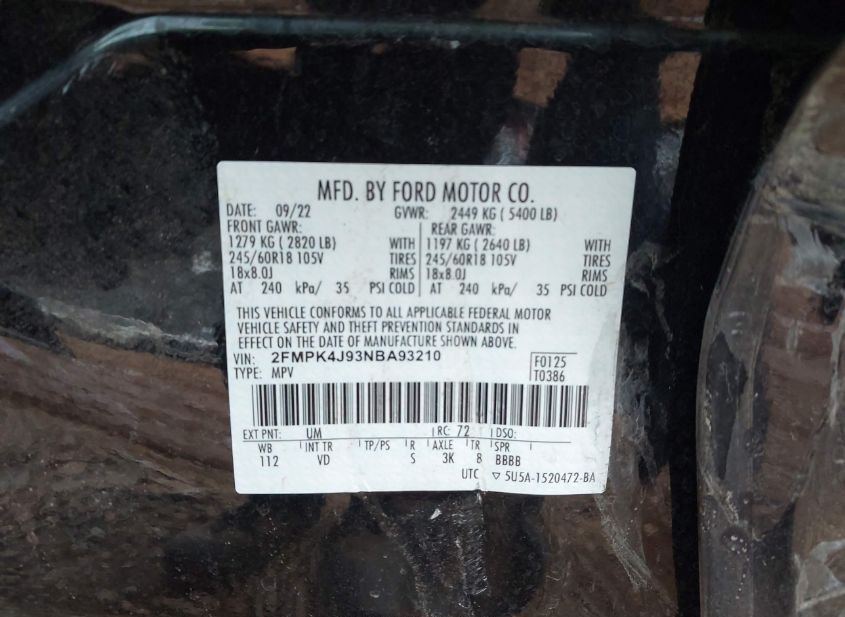 MFD. BY FORD MOTOR CO.
DATE: 09/22 GVWR: 2449 KG ( 5400 LB)
FRONT GAWR: REAR GAWR:
1279 KG ( 2820 LB) WITH 1197 KG ( 2640 LB) WITH
245/60R18 105V TIRES 245/60R18 105V TIRES
18x8.0J RIMS 18x8.0J RIMS
AT 240 kPa/ 35 PSI COLD AT 240 kPa/ 35 PSI COLD
THIS VEHICLE CONFORMS TO ALL APPLICABLE FEDERAL MOTOR
VEHICLE SAFETY AND THEFT PREVENTION STANDARDS IN
EFFECT ON THE DATE OF MANUFACTURE SHOWN ABOVE.
VIN: 2FMPK4J93NBA93210 F0125
TYPE: MPV T0386
EXT PNT: UM RC: 72 DSO:
WB INT TR TP/PS R AXLE TR SPR
112 VD S 3K 8 BBBB
UTC ▽ 5U5A-1520472-BA